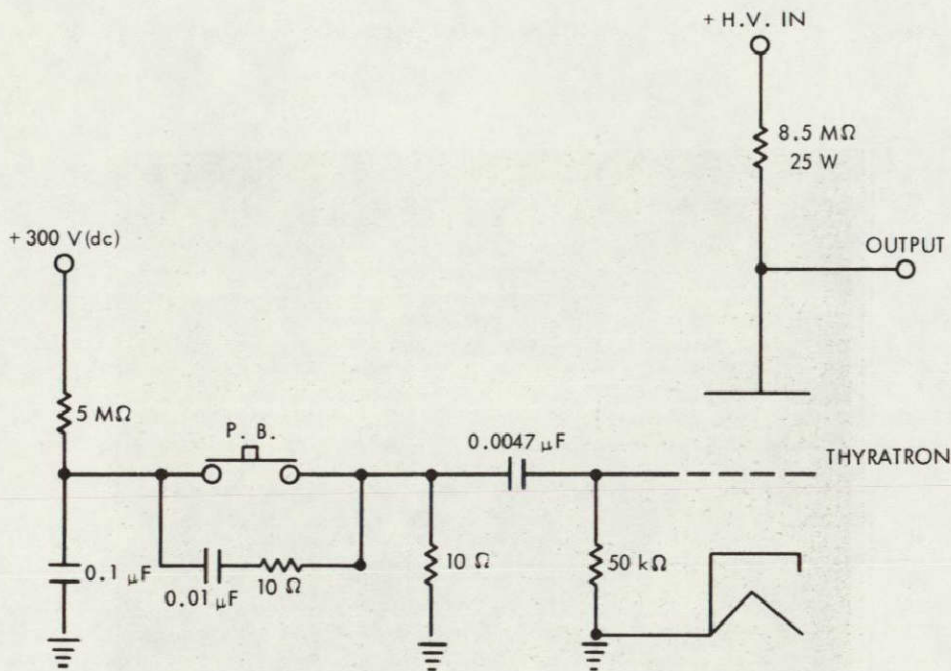 + H.V. IN
8.5 MΩ
25 W
+ 300 V(dc)
OUTPUT
5 MΩ
P. B.
0.0047 μF
THYRATRON
0.1 μF
0.01 μF
10 Ω
10 Ω
50 kΩ